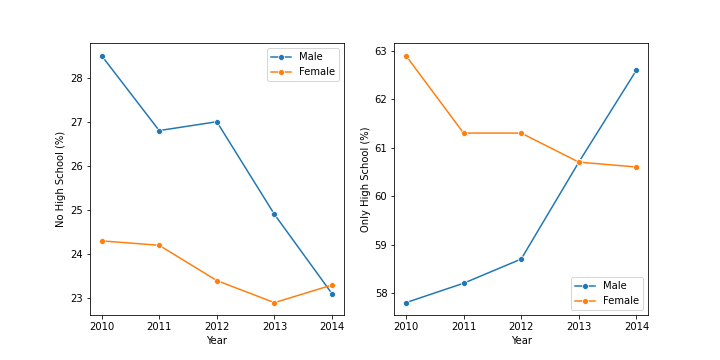 Male
Female
28
27
26
25
24
23
No High School (%)
2010 2011 2012 2013 2014
Year
63
62
61
60
59
58
Only High School (%)
Male
Female
2010 2011 2012 2013 2014
Year